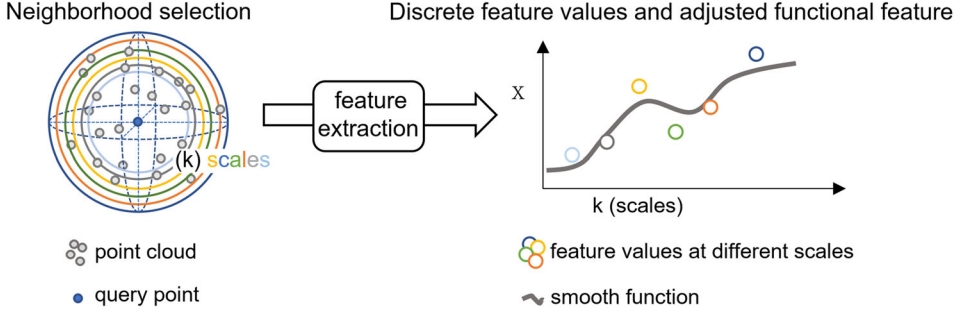 Neighborhood selection
Discrete feature values and adjusted functional feature
(k) scales
feature
extraction
X
k (scales)
point cloud
query point
feature values at different scales
smooth function